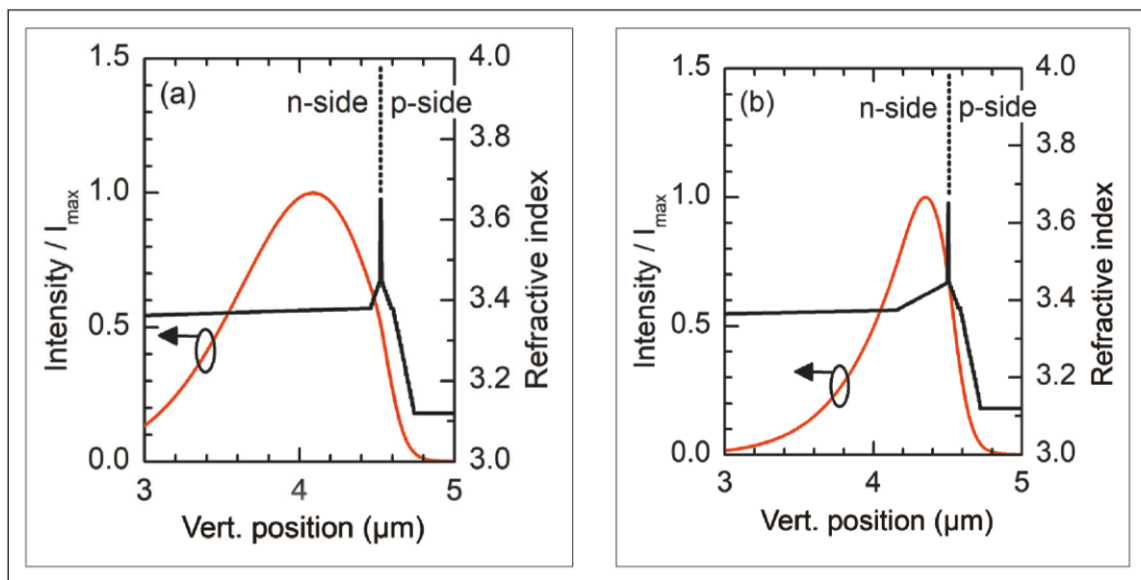 (a)
n-side
p-side
Intensity / Imax
1.5
1.0
0.5
0.0
Refractive index
4.0
3.8
3.6
3.4
3.2
3.0
3
4
5
Vert. position (µm)
(b)
n-side
p-side
Intensity / Imax
1.5
1.0
0.5
0.0
Refractive index
4.0
3.8
3.6
3.4
3.2
3.0
3
4
5
Vert. position (µm)